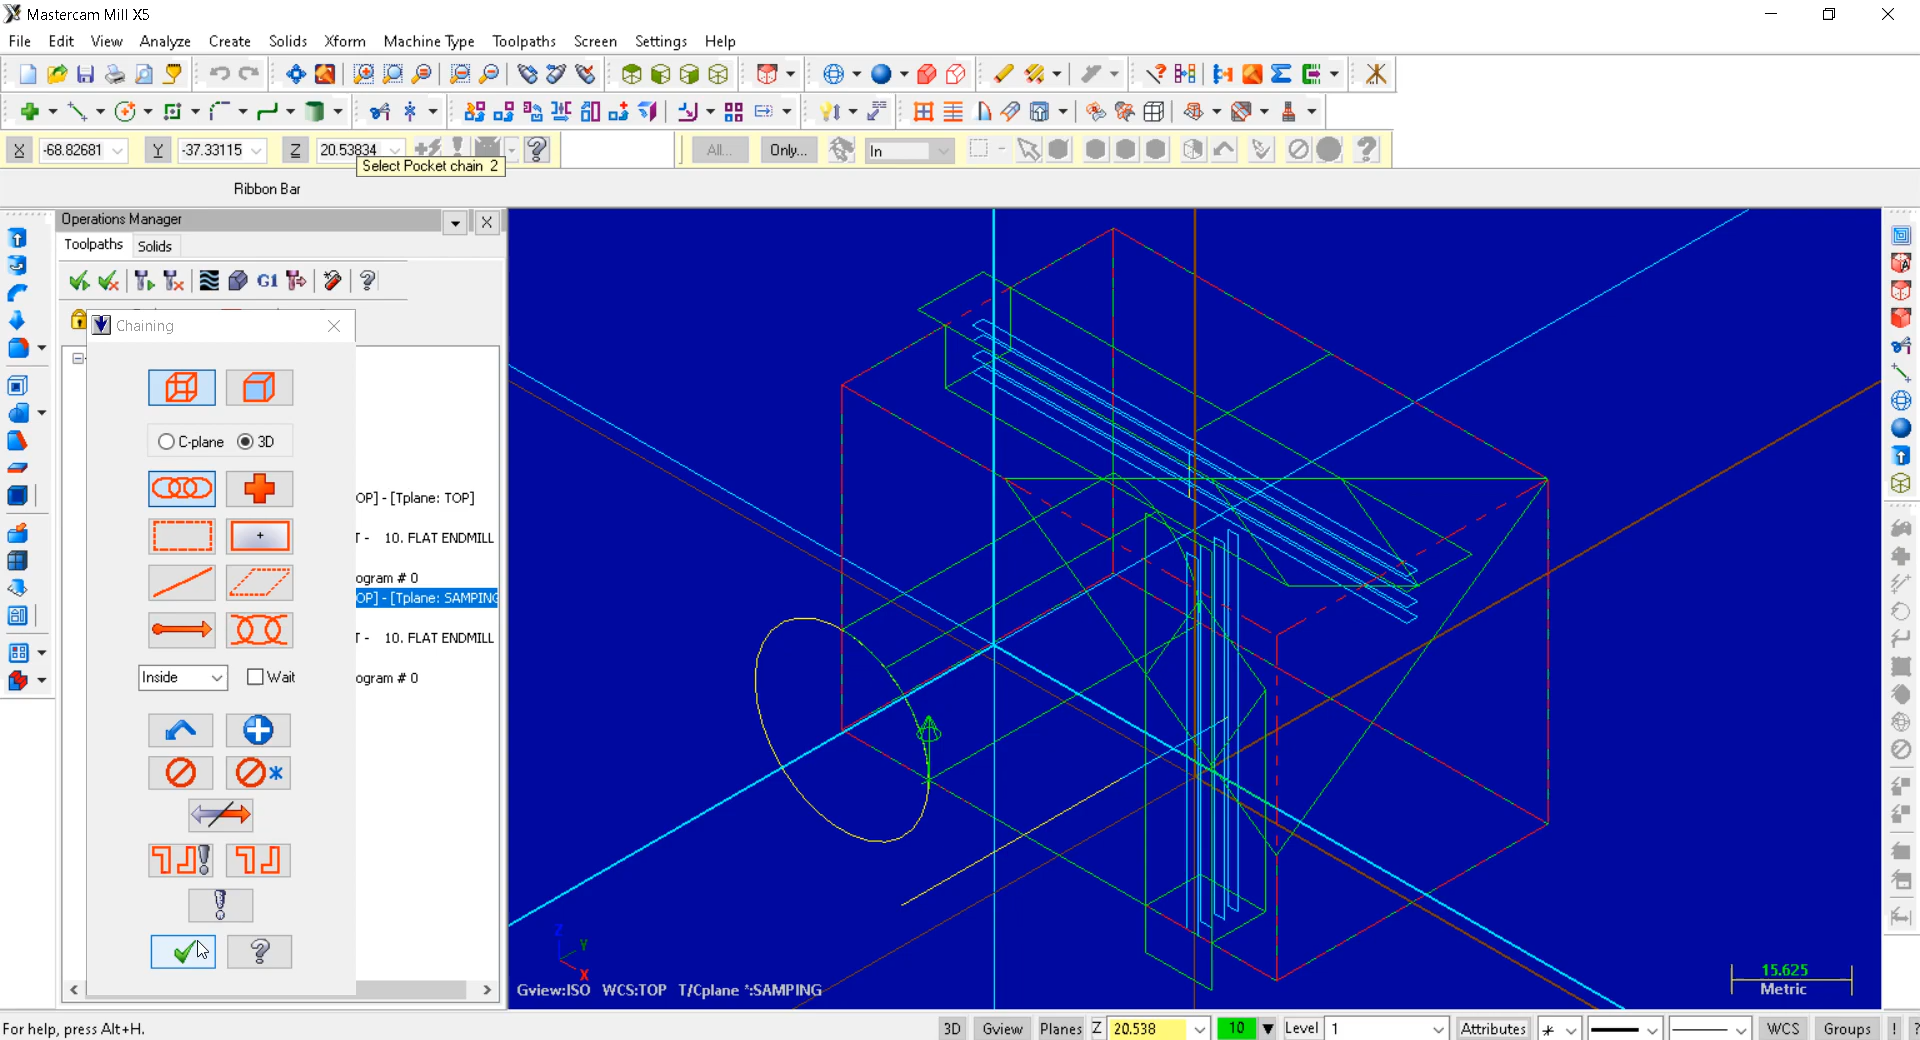 Mastercam Mill X5
File Edit View Analyze Create Solids Xform Machine Type Toolpaths Screen Settings Help
X -68.82681 Y -37.33115 Z 20.53834 All... Only... In
Select Pocket chain 2
Ribbon Bar
Operations Manager
Toolpaths Solids
G1
Chaining
C-plane 3D
OP] - [Tplane: TOP]
T - 10. FLAT ENDMILL
ogram # 0
OP] - [Tplane: SAMPING
T - 10. FLAT ENDMILL
Inside Wait
ogram # 0
Z
Y
X
Gview:ISO WCS:TOP T/Cplane *:SAMPING
15.625
Metric
For help, press Alt+H.
3D Gview Planes Z 20.538 10 Level 1 Attributes * WCS Groups ! ?